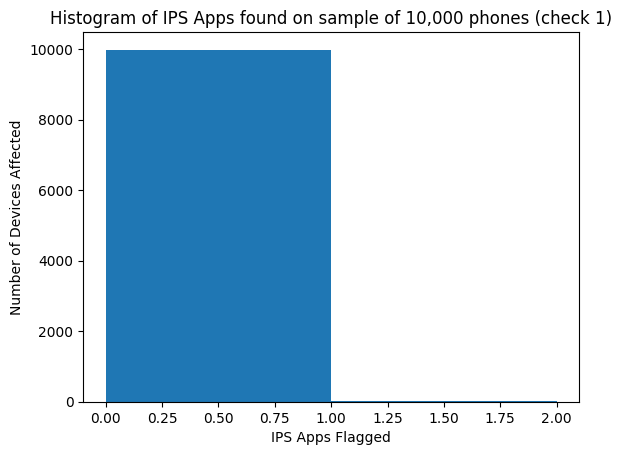 Histogram of IPS Apps found on sample of 10,000 phones (check 1)
10000
8000
6000
4000
2000
0
Number of Devices Affected
0.00 0.25 0.50 0.75 1.00 1.25 1.50 1.75 2.00
IPS Apps Flagged